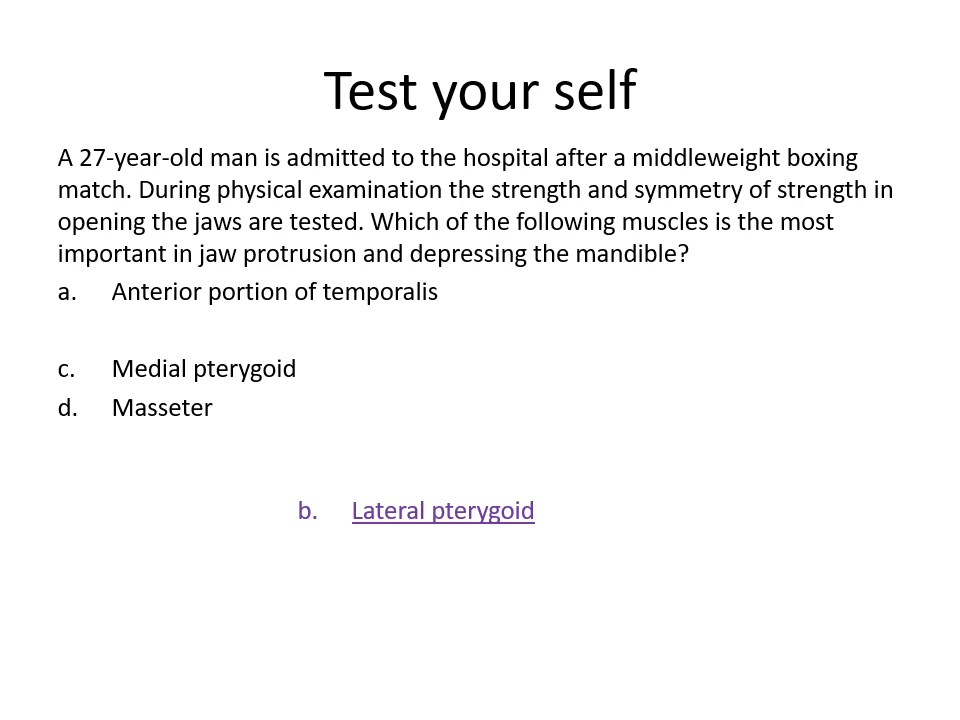 Test your self
A 27-year-old man is admitted to the hospital after a middleweight boxing
match. During physical examination the strength and symmetry of strength in
opening the jaws are tested. Which of the following muscles is the most
important in jaw protrusion and depressing the mandible?
a. Anterior portion of temporalis
c. Medial pterygoid
d. Masseter
b. Lateral pterygoid